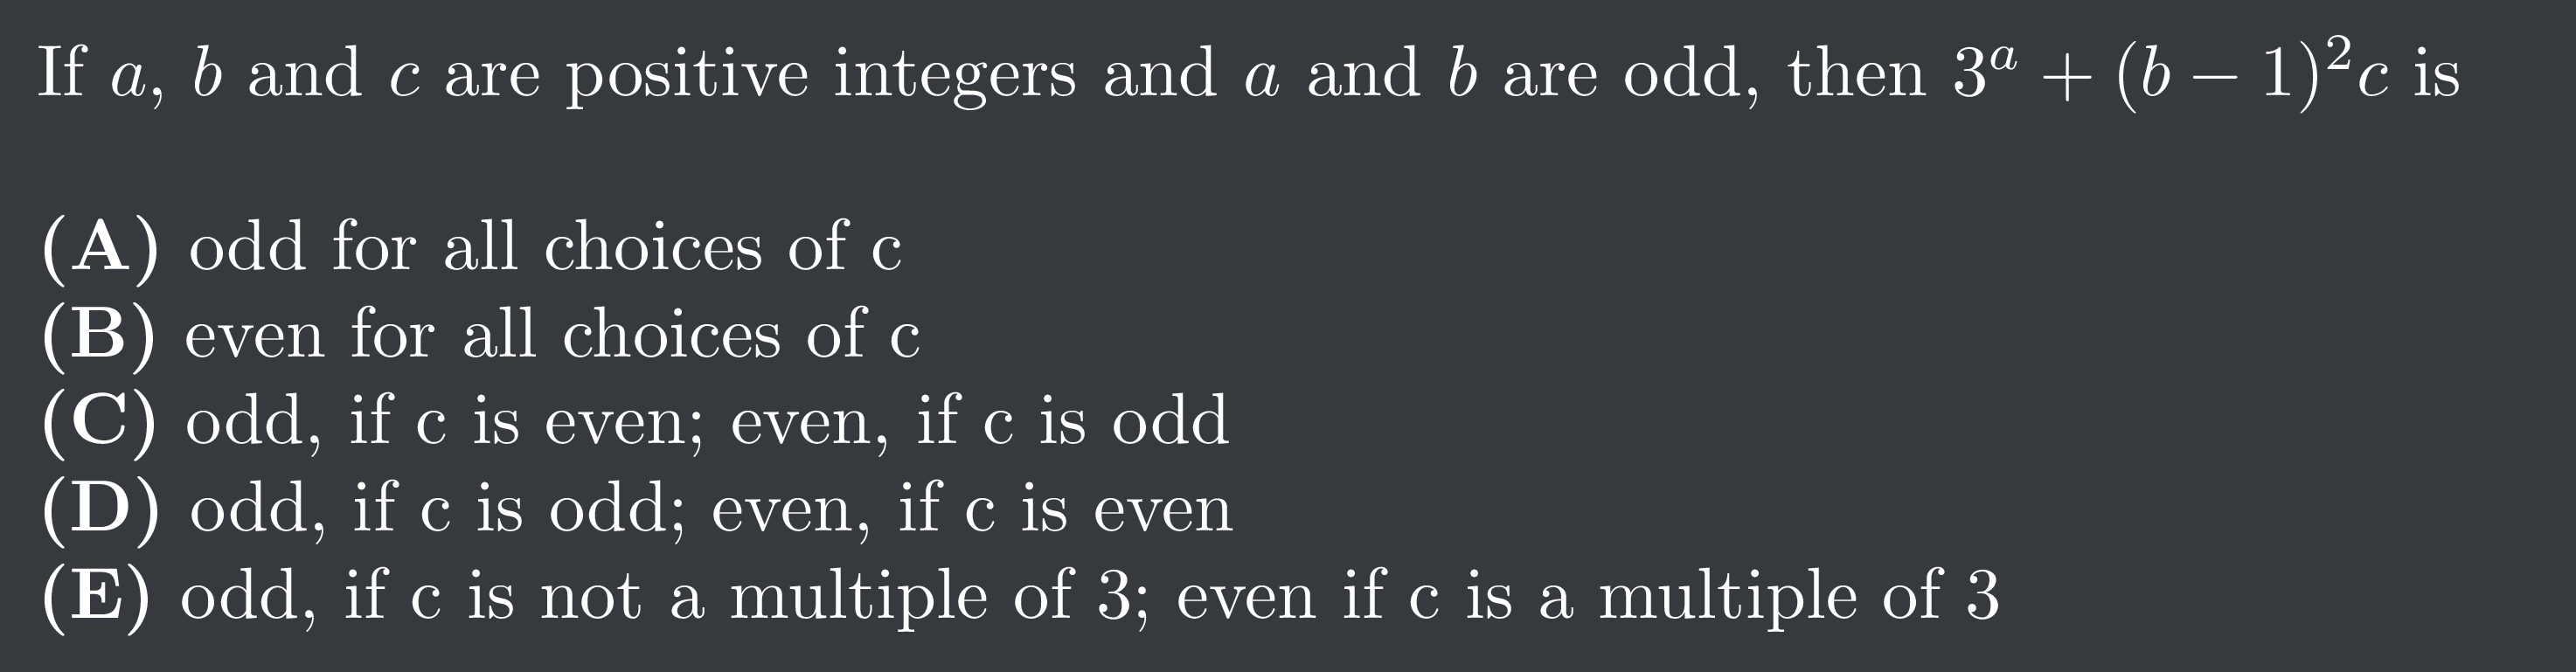 If a, b and c are positive integers and a and b are odd, then 3^a + (b − 1)^2c is
(A) odd for all choices of c
(B) even for all choices of c
(C) odd, if c is even; even, if c is odd
(D) odd, if c is odd; even, if c is even
(E) odd, if c is not a multiple of 3; even if c is a multiple of 3